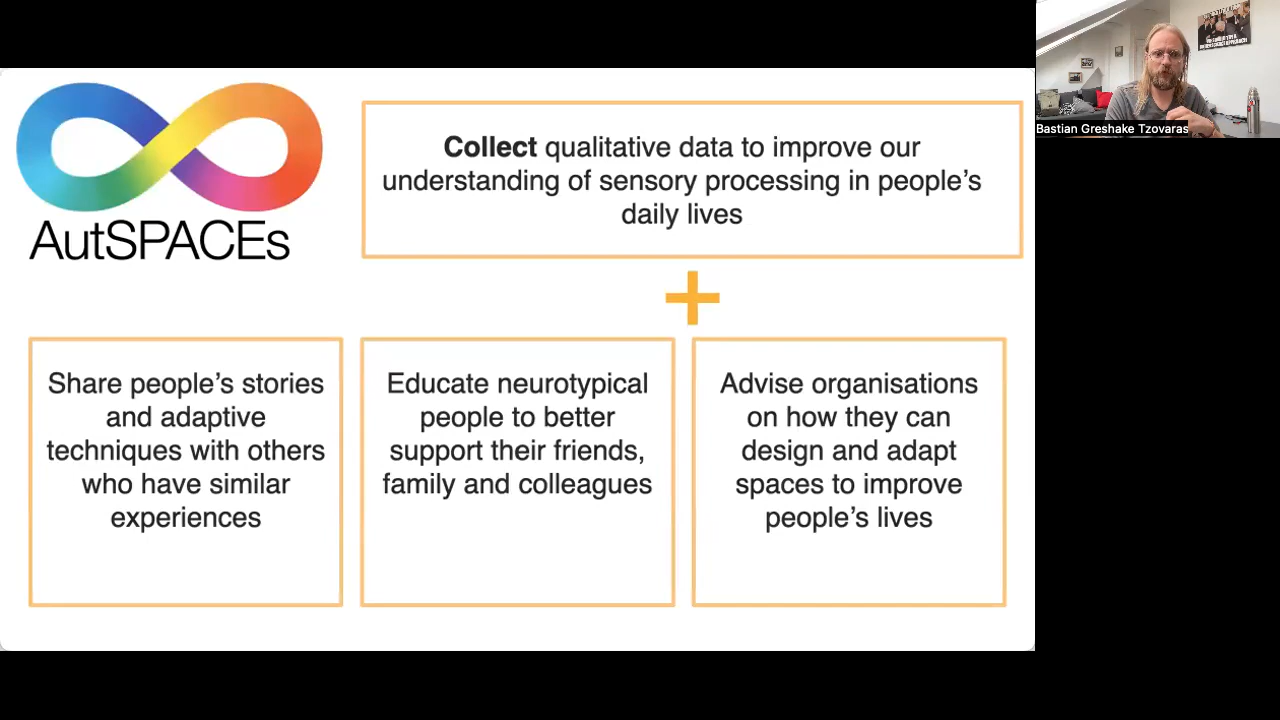 AutSPACEs
Collect qualitative data to improve our
understanding of sensory processing in people's
daily lives
+
Share people's stories
and adaptive
techniques with others
who have similar
experiences
Educate neurotypical
people to better
support their friends,
family and colleagues
Advise organisations
on how they can
design and adapt
spaces to improve
people's lives
Bastian Greshake Tzovaras